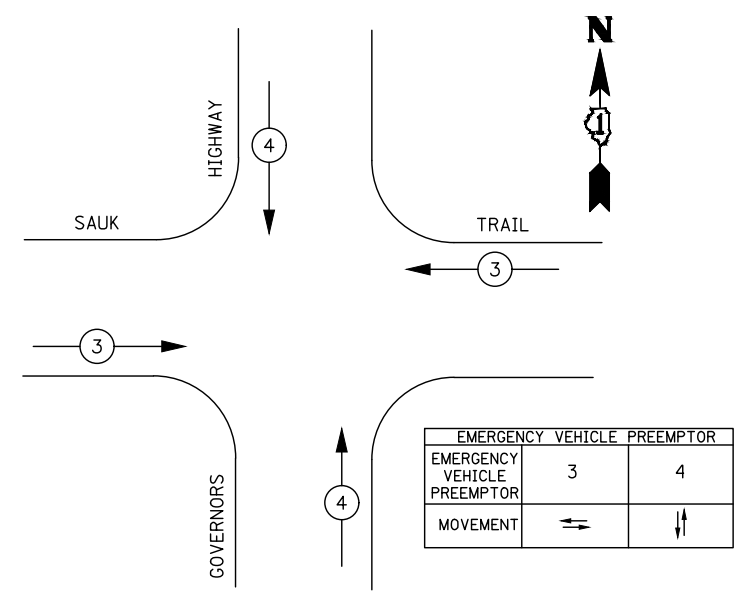 N
1
HIGHWAY
4
SAUK
TRAIL
3
3
GOVERNORS
4
EMERGENCY VEHICLE PREEMPTOR
EMERGENCY
VEHICLE
PREEMPTOR
3
4
MOVEMENT